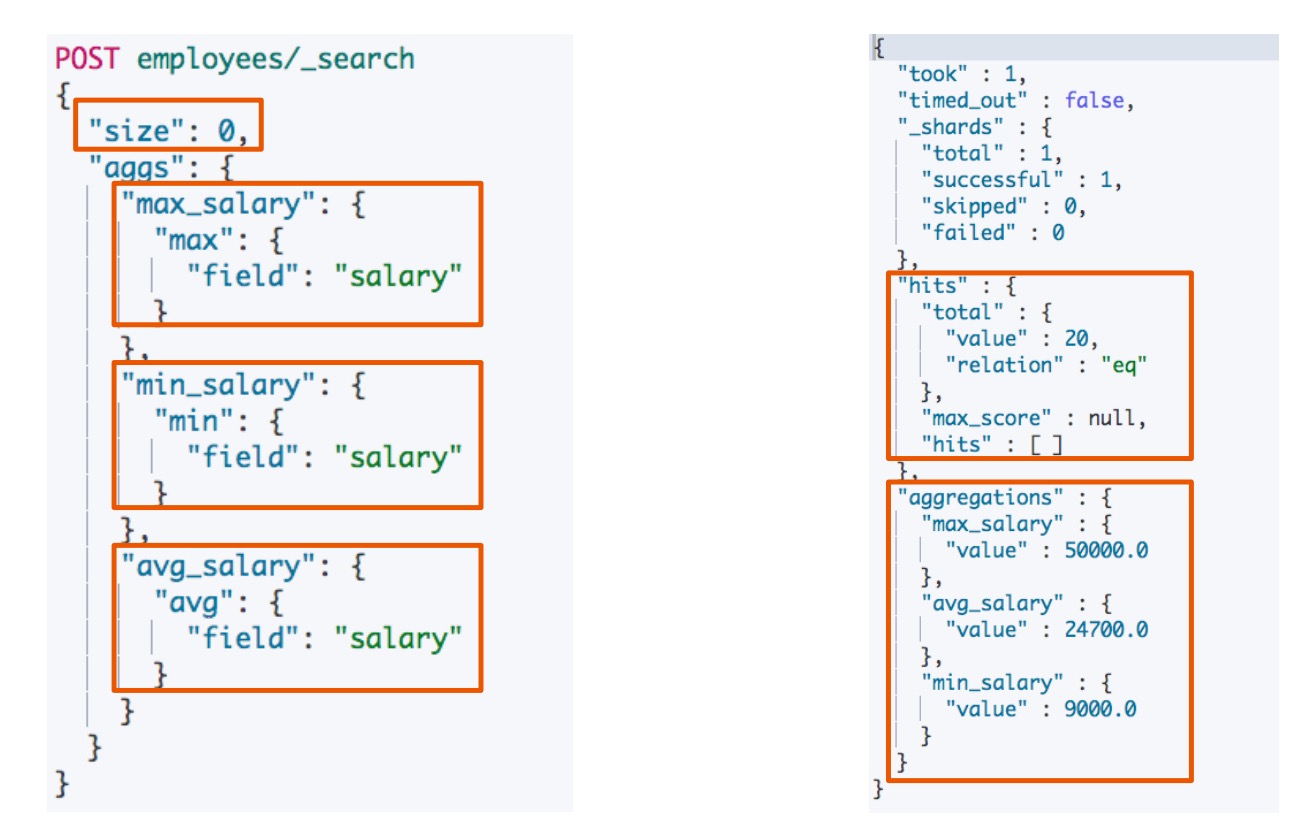 POST employees/_search
{
  "size": 0,
  "aggs": {
    "max_salary": {
      "max": {
        "field": "salary"
      }
    },
    "min_salary": {
      "min": {
        "field": "salary"
      }
    },
    "avg_salary": {
      "avg": {
        "field": "salary"
      }
    }
  }
}
{
  "took" : 1,
  "timed_out" : false,
  "_shards" : {
    "total" : 1,
    "successful" : 1,
    "skipped" : 0,
    "failed" : 0
  },
  "hits" : {
    "total" : {
      "value" : 20,
      "relation" : "eq"
    },
    "max_score" : null,
    "hits" : [ ]
  },
  "aggregations" : {
    "max_salary" : {
      "value" : 50000.0
    },
    "avg_salary" : {
      "value" : 24700.0
    },
    "min_salary" : {
      "value" : 9000.0
    }
  }
}